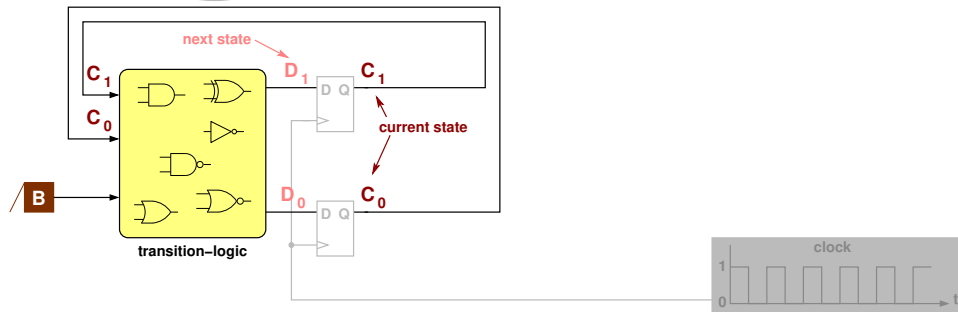 next state
D1
C1
C1
D Q
C0
current state
B
D0
C0
D Q
transition–logic
clock
1
0
t